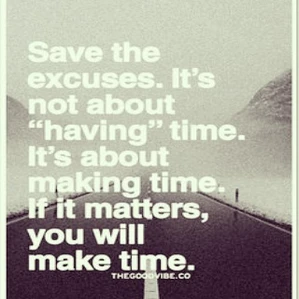 Save the
excuses. It's
not about
“having” time.
It's about
making time.
If it matters,
you will
make time.
THEGOODVIBE.CO